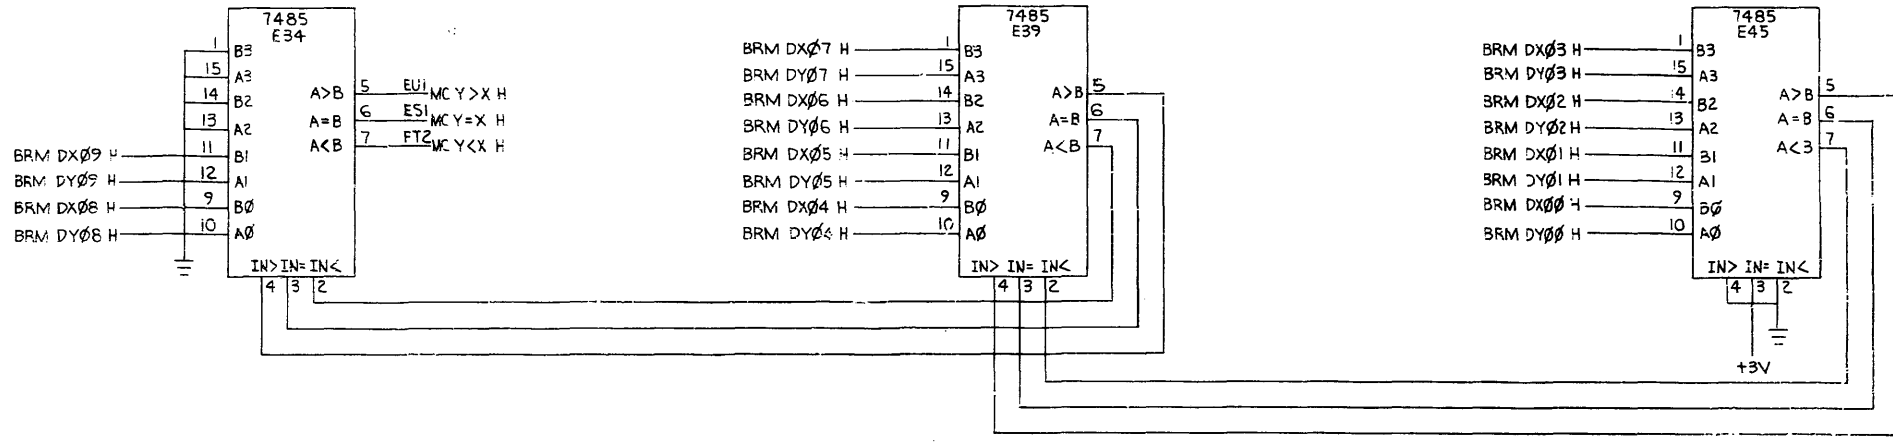 7485
E34
1 B3
15 A3
14 B2
13 A2
BRM DXØ9 H 11 B1
BRM DYØ9 H 12 A1
BRM DXØ8 H 9 BØ
BRM DYØ8 H 10 AØ
A>B 5 EU1 MC Y>X H
A=B 6 ES1 MC Y=X H
A<B 7 FT2 MC Y<X H
IN> IN= IN<
4 3 2
7485
E39
BRM DXØ7 H 1 B3
BRM DYØ7 H 15 A3
BRM DXØ6 H 14 B2
BRM DYØ6 H 13 A2
BRM DXØ5 H 11 B1
BRM DYØ5 H 12 A1
BRM DXØ4 H 9 BØ
BRM DYØ4 H 10 AØ
A>B 5
A=B 6
A<B 7
IN> IN= IN<
4 3 2
7485
E45
BRM DXØ3 H 1 B3
BRM DYØ3 H 15 A3
BRM DXØ2 H 14 B2
BRM DYØ2 H 13 A2
BRM DXØ1 H 11 B1
BRM DYØ1 H 12 A1
BRM DXØØ H 9 BØ
BRM DYØØ H 10 AØ
A>B 5
A=B 6
A<B 7
IN> IN= IN<
4 3 2
+3V